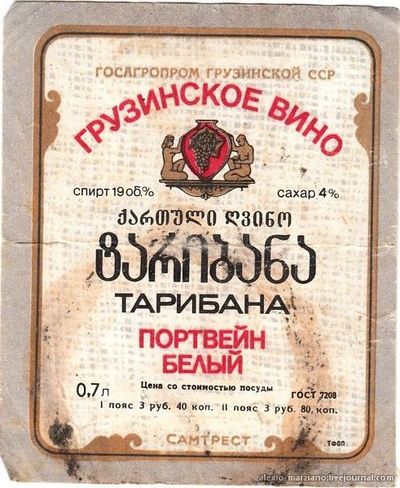 ГОСАГРОПРОМ ГРУЗИНСКОЙ ССР
ГРУЗИНСКОЕ ВИНО
спирт 19 об.% сахар 4%
ქართული ღვინო
ტარიბანა
ТАРИБАНА
ПОРТВЕЙН
БЕЛЫЙ
0,7 л Цена со стоимостью посуды ГОСТ 7208
I пояс 3 руб. 40 коп. II пояс 3 руб. 80 коп.
САМТРЕСТ
ТФОП
alexio-marziano.livejournal.com